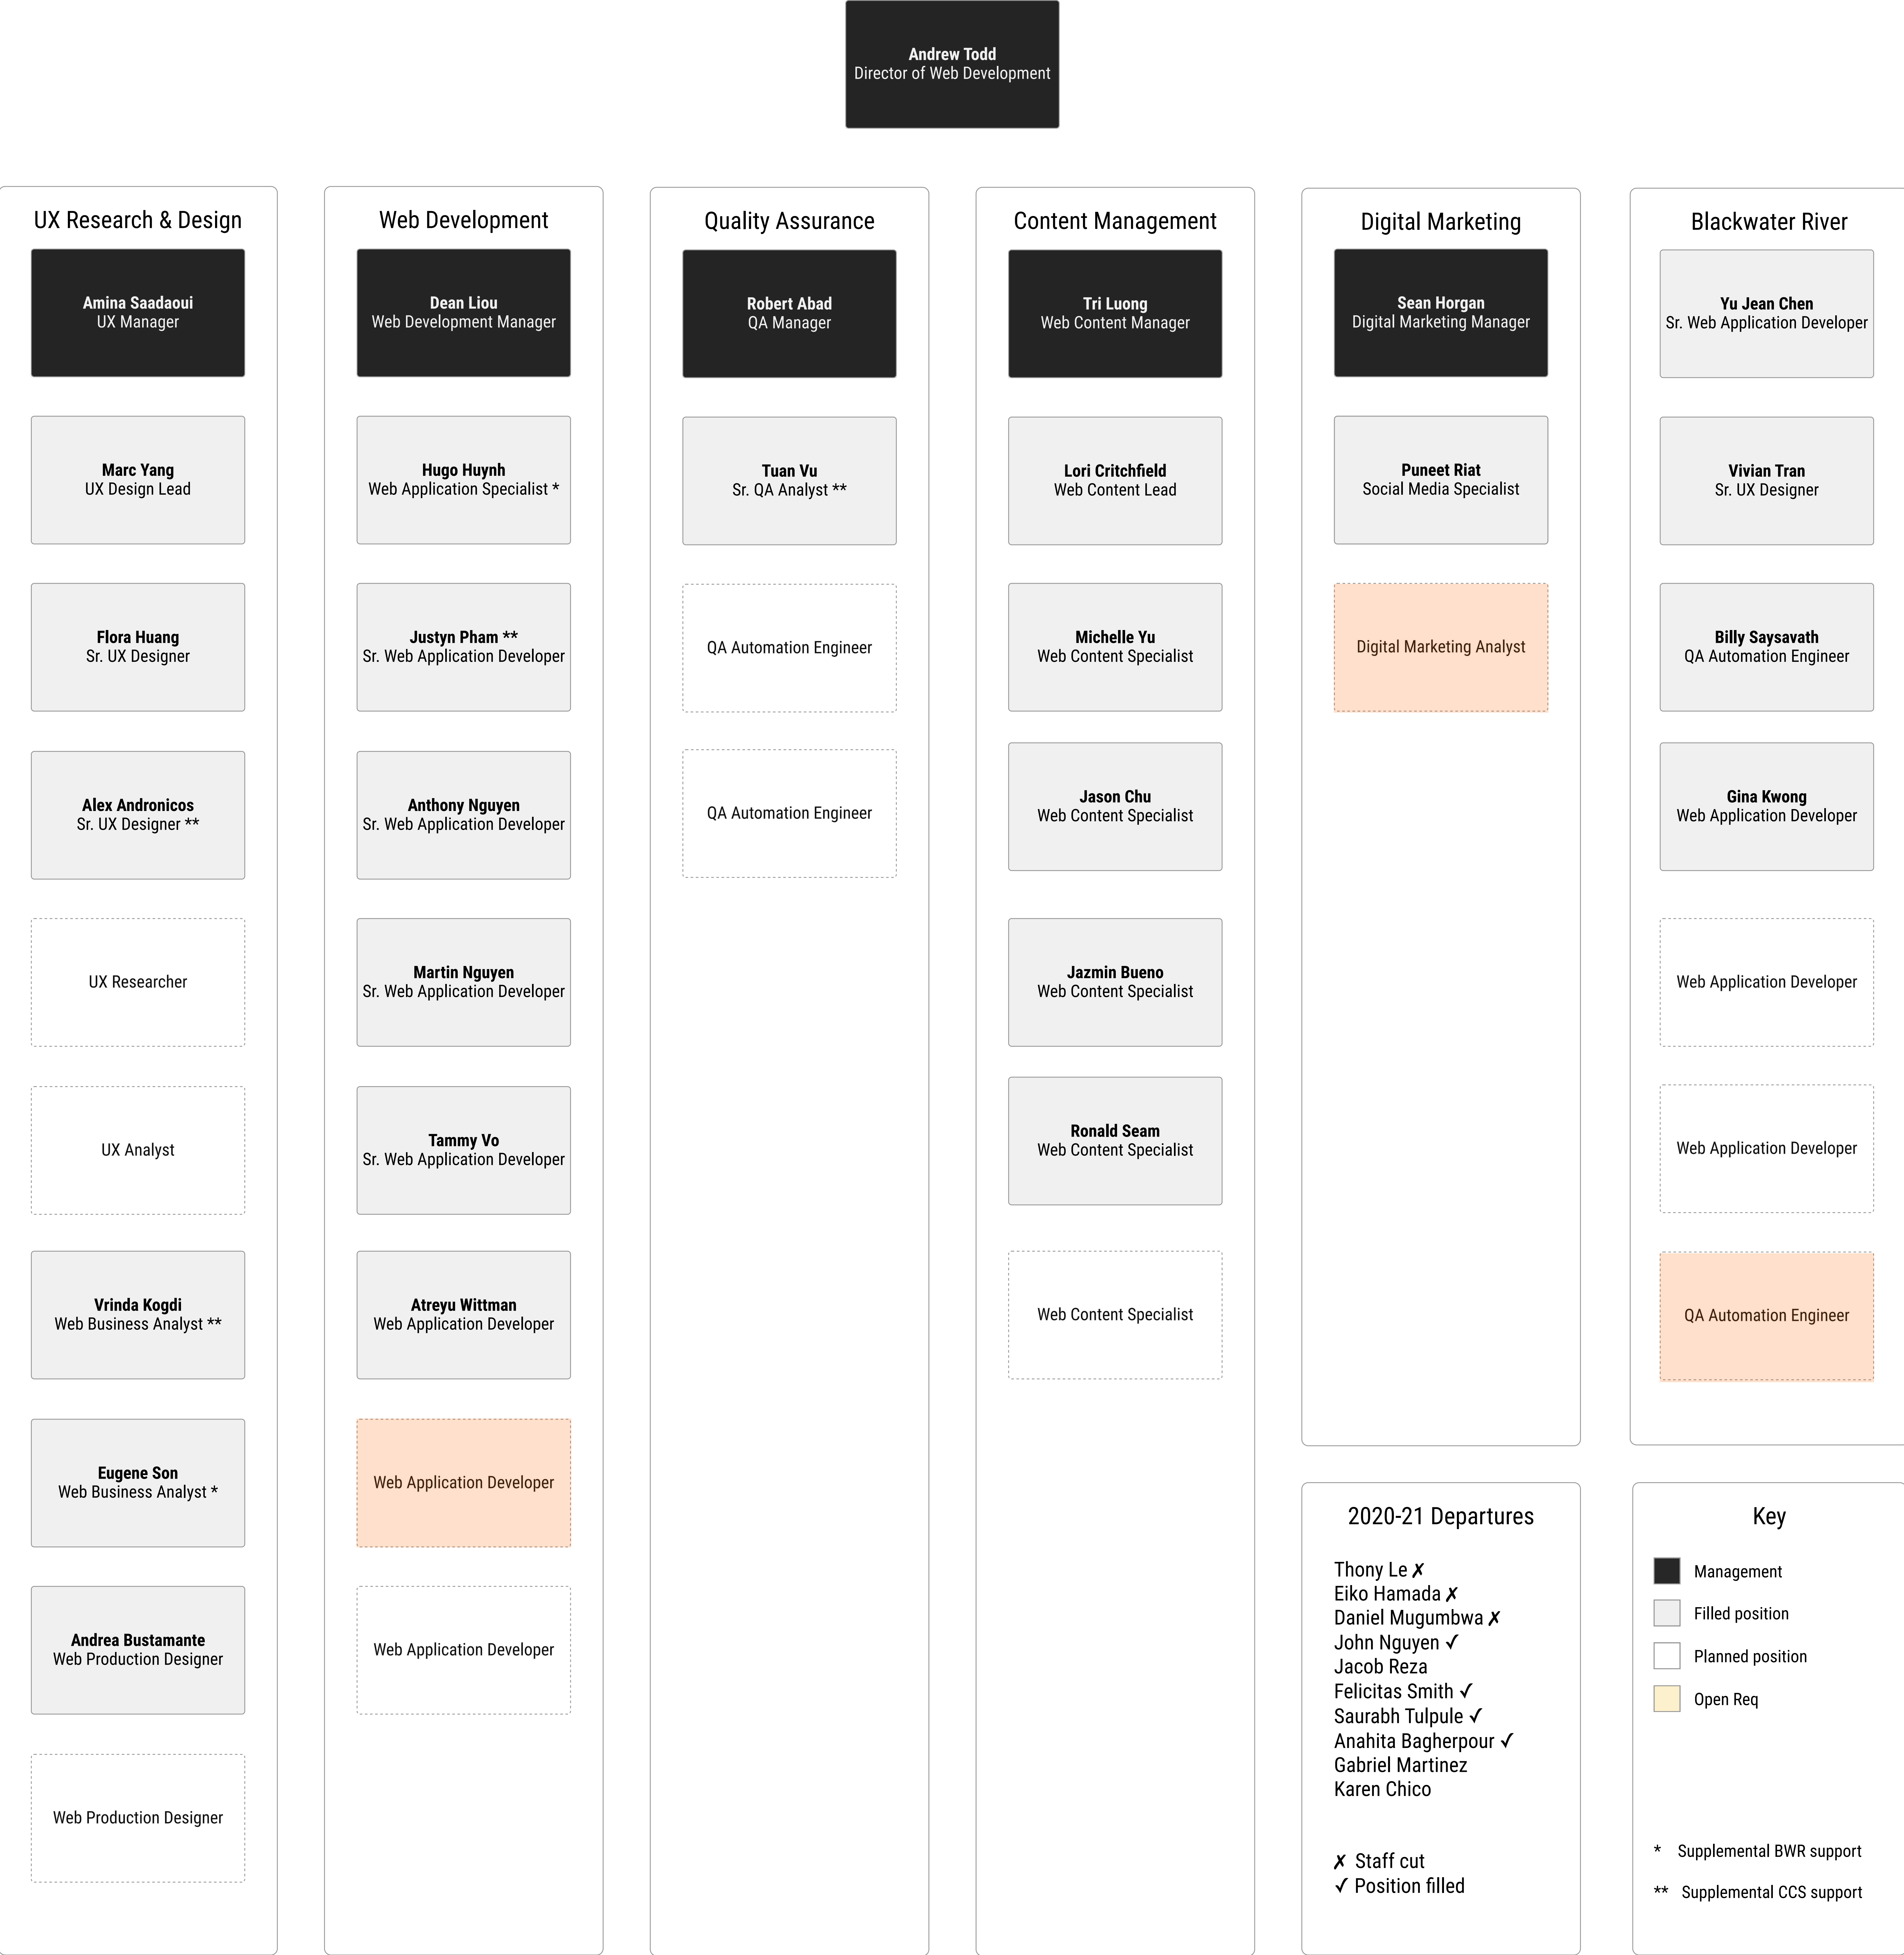 Andrew Todd
Director of Web Development
UX Research & Design
Amina Saadaoui
UX Manager
Marc Yang
UX Design Lead
Flora Huang
Sr. UX Designer
Alex Andronicos
Sr. UX Designer **
UX Researcher
UX Analyst
Vrinda Kogdi
Web Business Analyst **
Eugene Son
Web Business Analyst *
Andrea Bustamante
Web Production Designer
Web Production Designer
Web Development
Dean Liou
Web Development Manager
Hugo Huynh
Web Application Specialist *
Justyn Pham **
Sr. Web Application Developer
Anthony Nguyen
Sr. Web Application Developer
Martin Nguyen
Sr. Web Application Developer
Tammy Vo
Sr. Web Application Developer
Atreyu Wittman
Web Application Developer
Web Application Developer
Web Application Developer
Quality Assurance
Robert Abad
QA Manager
Tuan Vu
Sr. QA Analyst **
QA Automation Engineer
QA Automation Engineer
Content Management
Tri Luong
Web Content Manager
Lori Critchfield
Web Content Lead
Michelle Yu
Web Content Specialist
Jason Chu
Web Content Specialist
Jazmin Bueno
Web Content Specialist
Ronald Seam
Web Content Specialist
Web Content Specialist
Digital Marketing
Sean Horgan
Digital Marketing Manager
Puneet Riat
Social Media Specialist
Digital Marketing Analyst
Blackwater River
Yu Jean Chen
Sr. Web Application Developer
Vivian Tran
Sr. UX Designer
Billy Saysavath
QA Automation Engineer
Gina Kwong
Web Application Developer
Web Application Developer
Web Application Developer
QA Automation Engineer
2020-21 Departures
Thony Le ✗
Eiko Hamada ✗
Daniel Mugumbwa ✗
John Nguyen ✓
Jacob Reza
Felicitas Smith ✓
Saurabh Tulpule ✓
Anahita Bagherpour ✓
Gabriel Martinez
Karen Chico
✗ Staff cut
✓ Position filled
Key
Management
Filled position
Planned position
Open Req
* Supplemental BWR support
** Supplemental CCS support